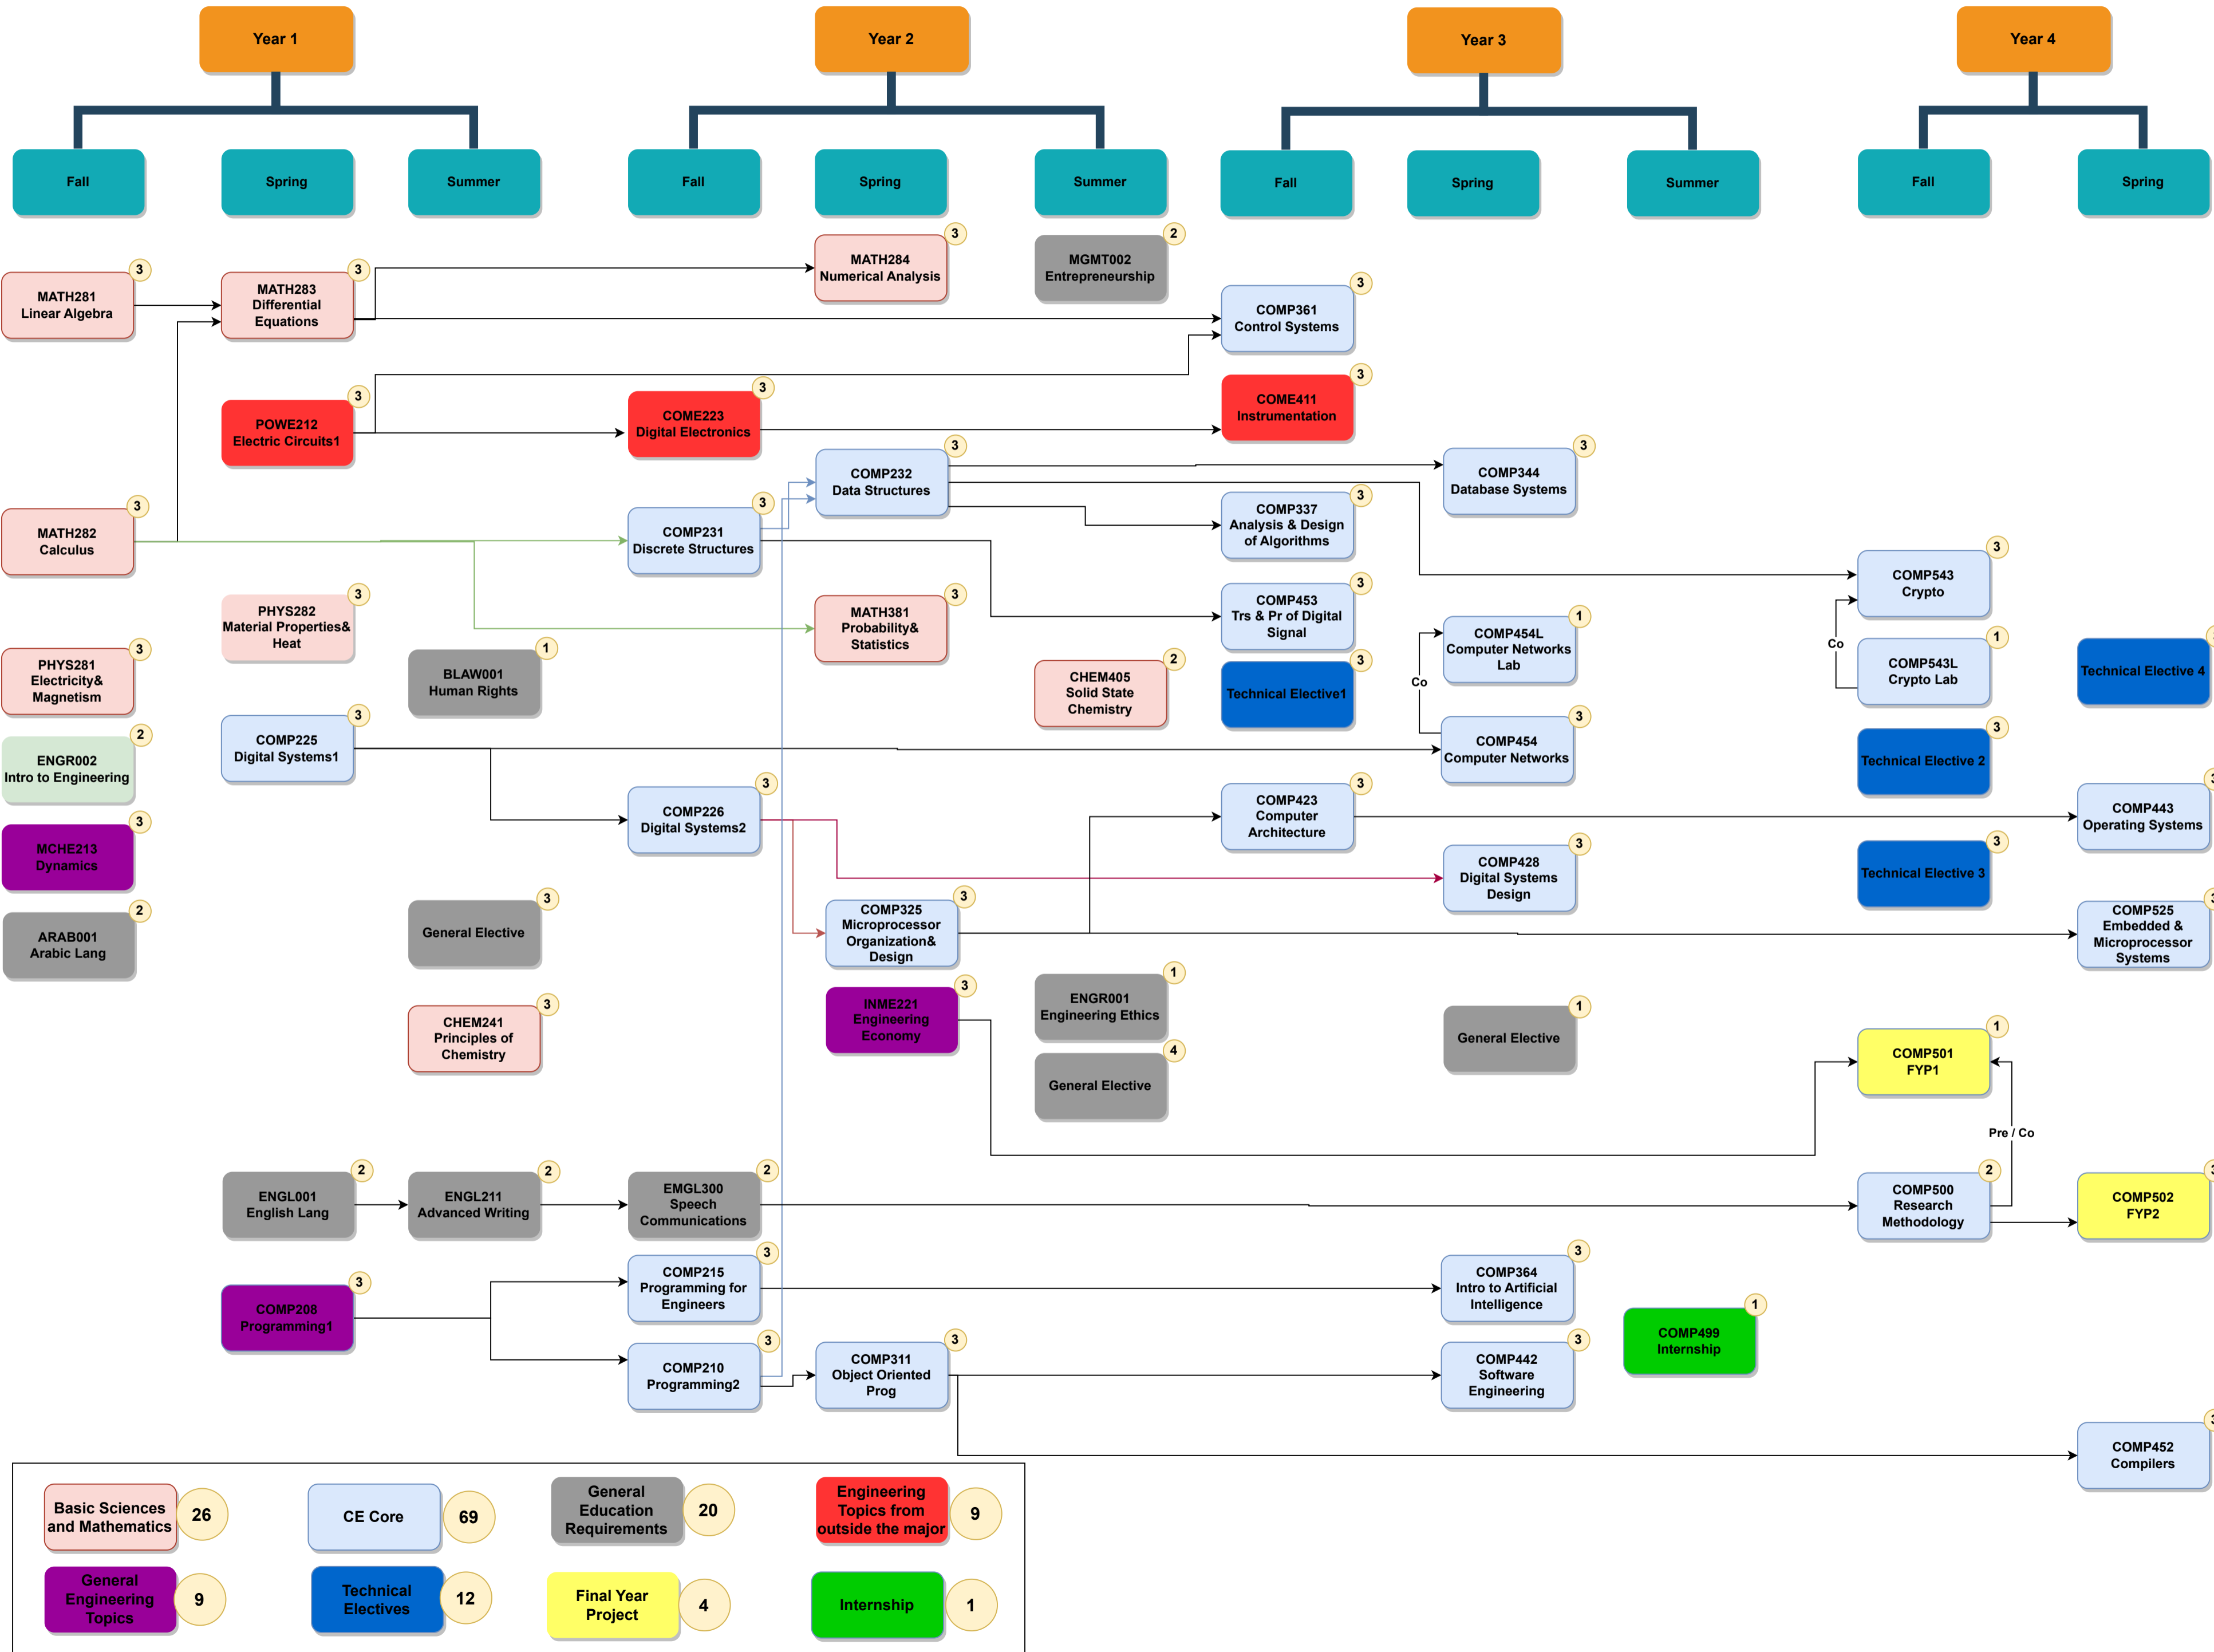 Year 1
Year 2
Year 3
Year 4
Fall
Spring
Summer
Fall
Spring
Summer
Fall
Spring
Summer
Fall
Spring
3
MATH281
Linear Algebra
3
MATH283
Differential
Equations
3
MATH284
Numerical Analysis
2
MGMT002
Entrepreneurship
3
COMP361
Control Systems
3
POWE212
Electric Circuits1
3
COME223
Digital Electronics
3
COME411
Instrumentation
3
COMP232
Data Structures
3
COMP344
Database Systems
3
MATH282
Calculus
3
COMP231
Discrete Structures
3
COMP337
Analysis & Design
of Algorithms
3
COMP543
Crypto
3
PHYS282
Material Properties&
Heat
3
MATH381
Probability&
Statistics
3
COMP453
Trs & Pr of Digital
Signal
1
COMP454L
Computer Networks
Lab
Co
1
COMP543L
Crypto Lab
Co
Technical Elective 4
3
PHYS281
Electricity&
Magnetism
1
BLAW001
Human Rights
2
CHEM405
Solid State
Chemistry
3
Technical Elective1
2
ENGR002
Intro to Engineering
3
COMP225
Digital Systems1
3
COMP454
Computer Networks
3
Technical Elective 2
3
MCHE213
Dynamics
3
COMP226
Digital Systems2
3
COMP423
Computer
Architecture
3
COMP443
Operating Systems
3
COMP428
Digital Systems
Design
3
Technical Elective 3
2
ARAB001
Arabic Lang
3
General Elective
3
COMP325
Microprocessor
Organization&
Design
3
COMP525
Embedded &
Microprocessor
Systems
3
CHEM241
Principles of
Chemistry
3
INME221
Engineering
Economy
1
ENGR001
Engineering Ethics
4
General Elective
1
General Elective
1
COMP501
FYP1
Pre / Co
2
ENGL001
English Lang
2
ENGL211
Advanced Writing
2
EMGL300
Speech
Communications
2
COMP500
Research
Methodology
3
COMP502
FYP2
3
COMP208
Programming1
3
COMP215
Programming for
Engineers
3
COMP364
Intro to Artificial
Intelligence
3
COMP210
Programming2
3
COMP311
Object Oriented
Prog
3
COMP442
Software
Engineering
1
COMP499
Internship
3
COMP452
Compilers
Basic Sciences
and Mathematics
26
CE Core
69
General
Education
Requirements
20
Engineering
Topics from
outside the major
9
General
Engineering
Topics
9
Technical
Electives
12
Final Year
Project
4
Internship
1